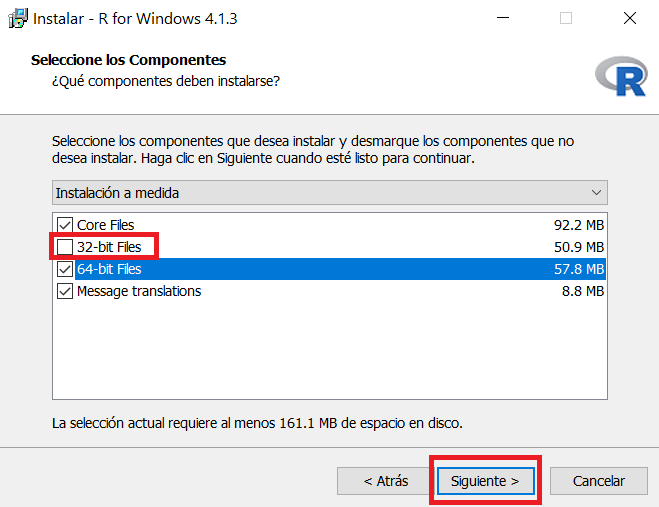 Instalar - R for Windows 4.1.3
Seleccione los Componentes
¿Qué componentes deben instalarse?
R
Seleccione los componentes que desea instalar y desmarque los componentes que no
desea instalar. Haga clic en Siguiente cuando esté listo para continuar.
Instalación a medida
Core Files 92.2 MB
32-bit Files 50.9 MB
64-bit Files 57.8 MB
Message translations 8.8 MB
La selección actual requiere al menos 161.1 MB de espacio en disco.
< Atrás Siguiente > Cancelar